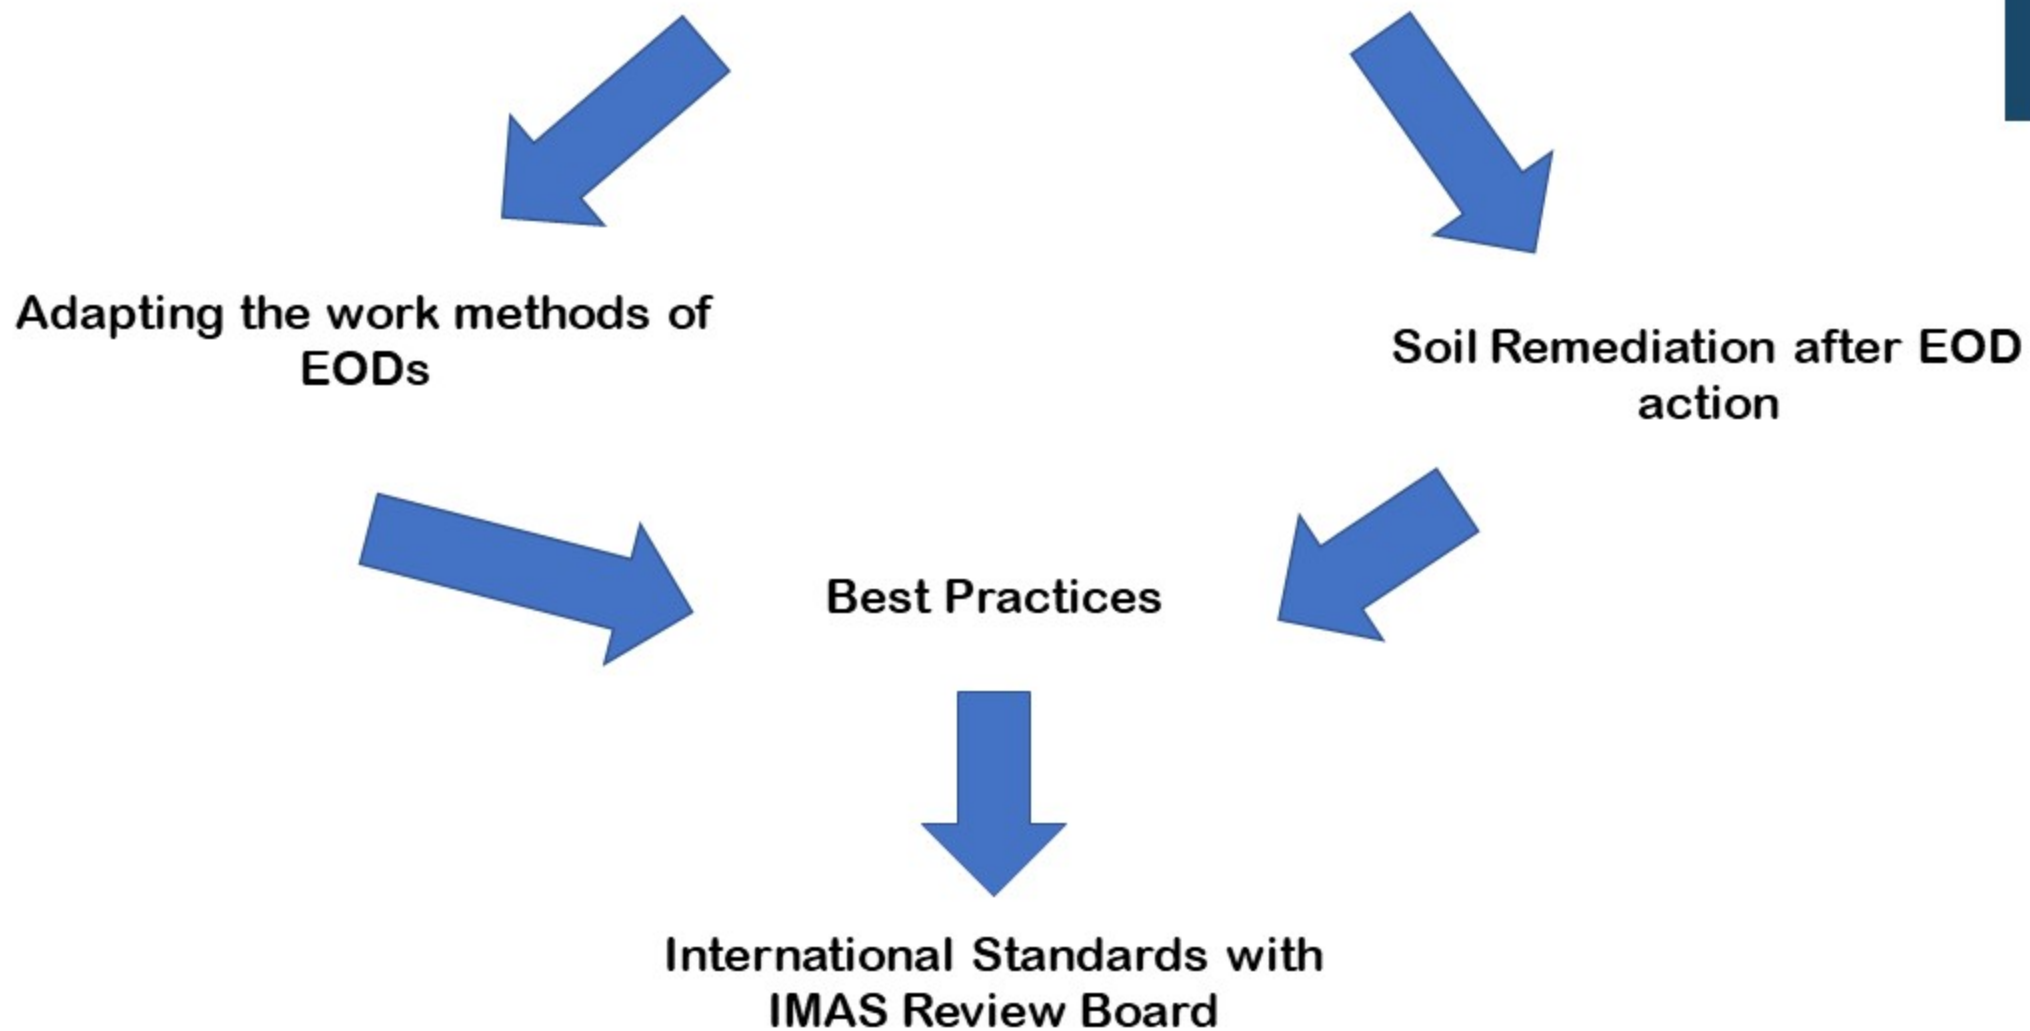 Adapting the work methods of
EODs
Soil Remediation after EOD
action
Best Practices
International Standards with
IMAS Review Board